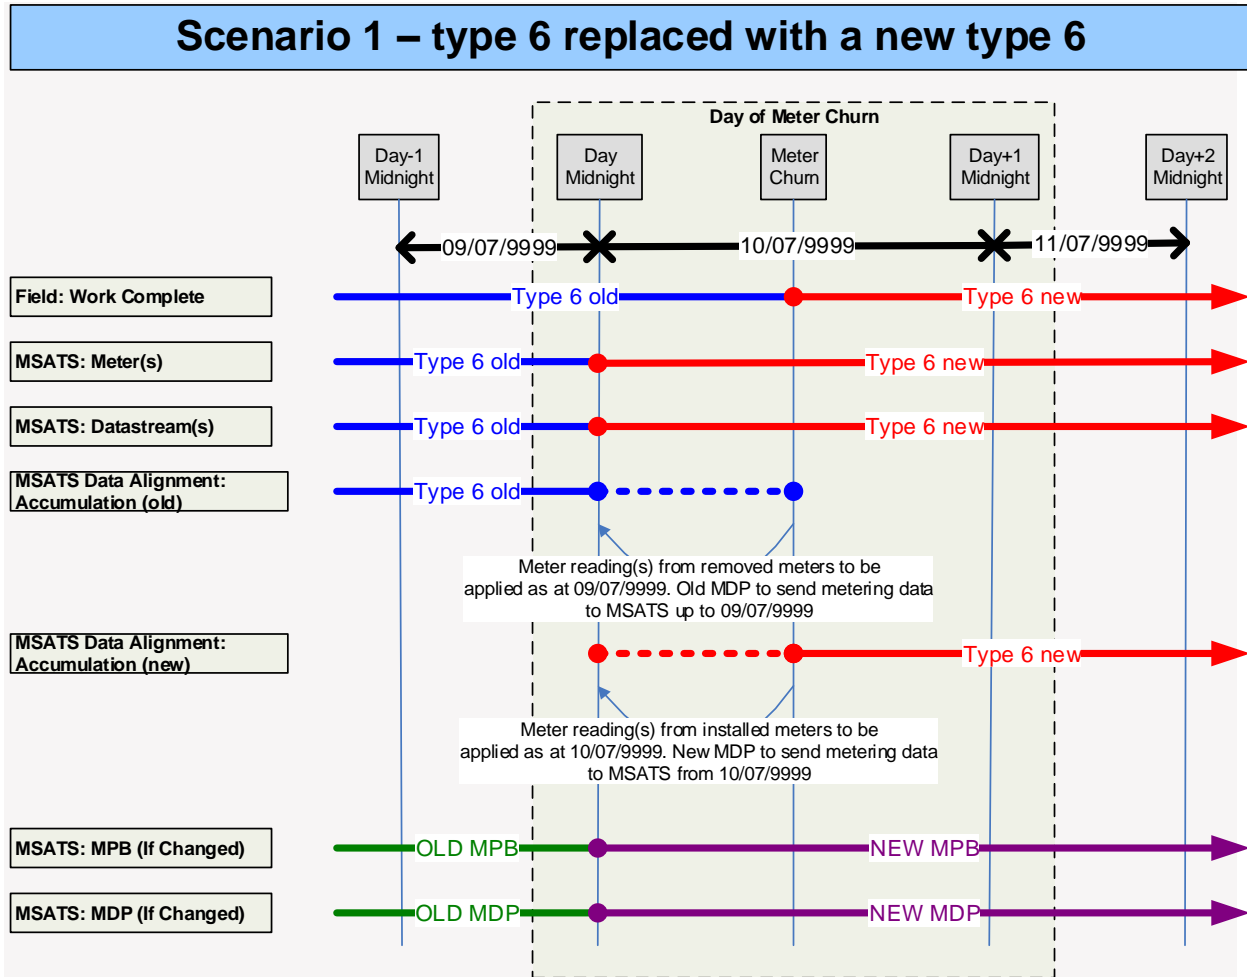 Scenario 1 – type 6 replaced with a new type 6
Day of Meter Churn
Day-1
Midnight
Day
Midnight
Meter
Churn
Day+1
Midnight
Day+2
Midnight
09/07/9999
10/07/9999
11/07/9999
Field: Work Complete
Type 6 old
Type 6 new
MSATS: Meter(s)
Type 6 old
Type 6 new
MSATS: Datastream(s)
Type 6 old
Type 6 new
MSATS Data Alignment:
Accumulation (old)
Type 6 old
Meter reading(s) from removed meters to be
applied as at 09/07/9999. Old MDP to send metering data
to MSATS up to 09/07/9999
MSATS Data Alignment:
Accumulation (new)
Type 6 new
Meter reading(s) from installed meters to be
applied as at 10/07/9999. New MDP to send metering data
to MSATS from 10/07/9999
MSATS: MPB (If Changed)
OLD MPB
NEW MPB
MSATS: MDP (If Changed)
OLD MDP
NEW MDP